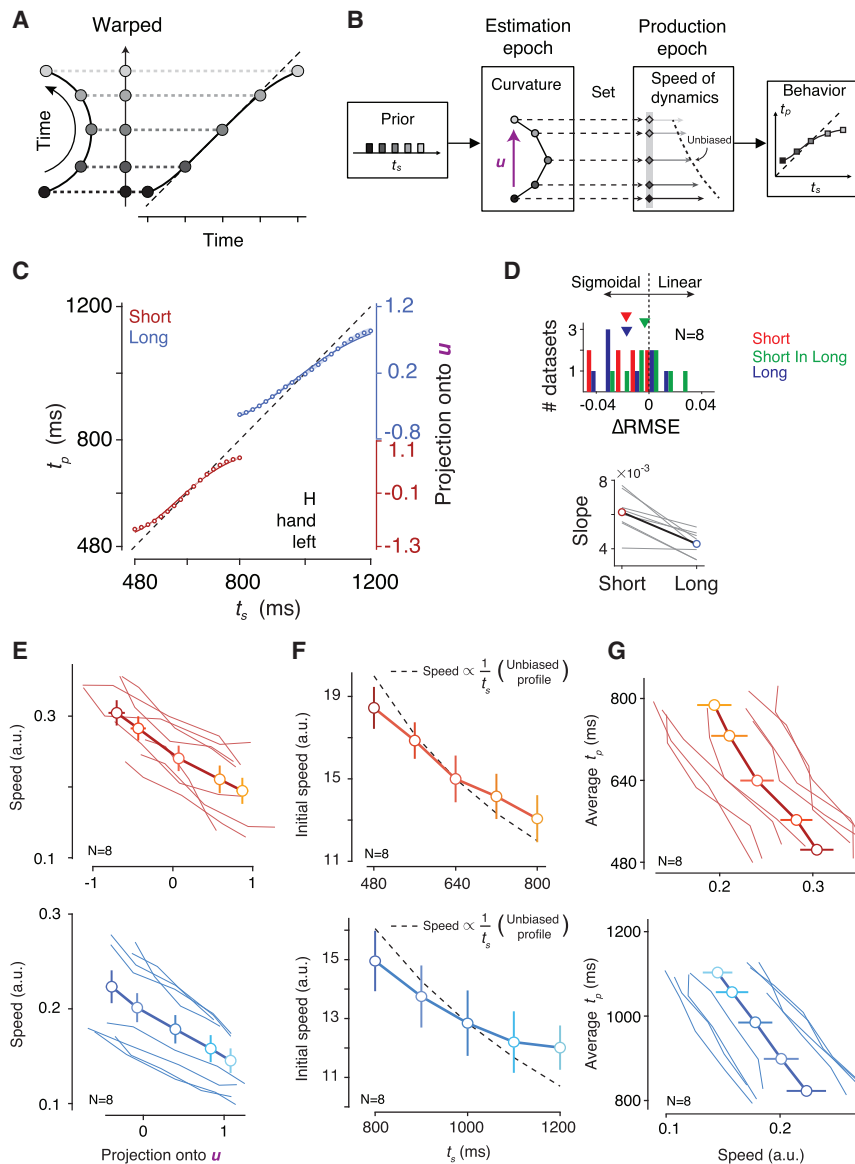 A
Warped
Time
Time
B
Estimation
epoch
Production
epoch
Prior
t_s
Curvature
u
Set
Speed of
dynamics
Unbiased
Behavior
t_p
t_s
C
1200
800
480
t_p (ms)
Short
Long
H
hand
left
480
800
1200
t_s (ms)
1.2
0.2
-0.8
1.1
-0.1
-1.3
Projection onto u
D
Sigmoidal
Linear
N=8
3
1
# datasets
-0.04
0
0.04
ΔRMSE
Short
Short In Long
Long
×10⁻³
8
4
Slope
Short
Long
E
0.3
0.1
Speed (a.u.)
N=8
-1
0
1
0.3
0.2
0.1
Speed (a.u.)
N=8
0
1
Projection onto u
F
Speed ∝ 1/t_s (Unbiased profile)
19
17
15
13
11
Initial speed (a.u.)
N=8
480
640
800
Speed ∝ 1/t_s (Unbiased profile)
15
13
12
11
Initial speed (a.u.)
N=8
800
1000
1200
t_s (ms)
G
800
640
480
Average t_p (ms)
N=8
0.2
0.3
1200
1000
800
Average t_p (ms)
N=8
0.1
0.2
Speed (a.u.)